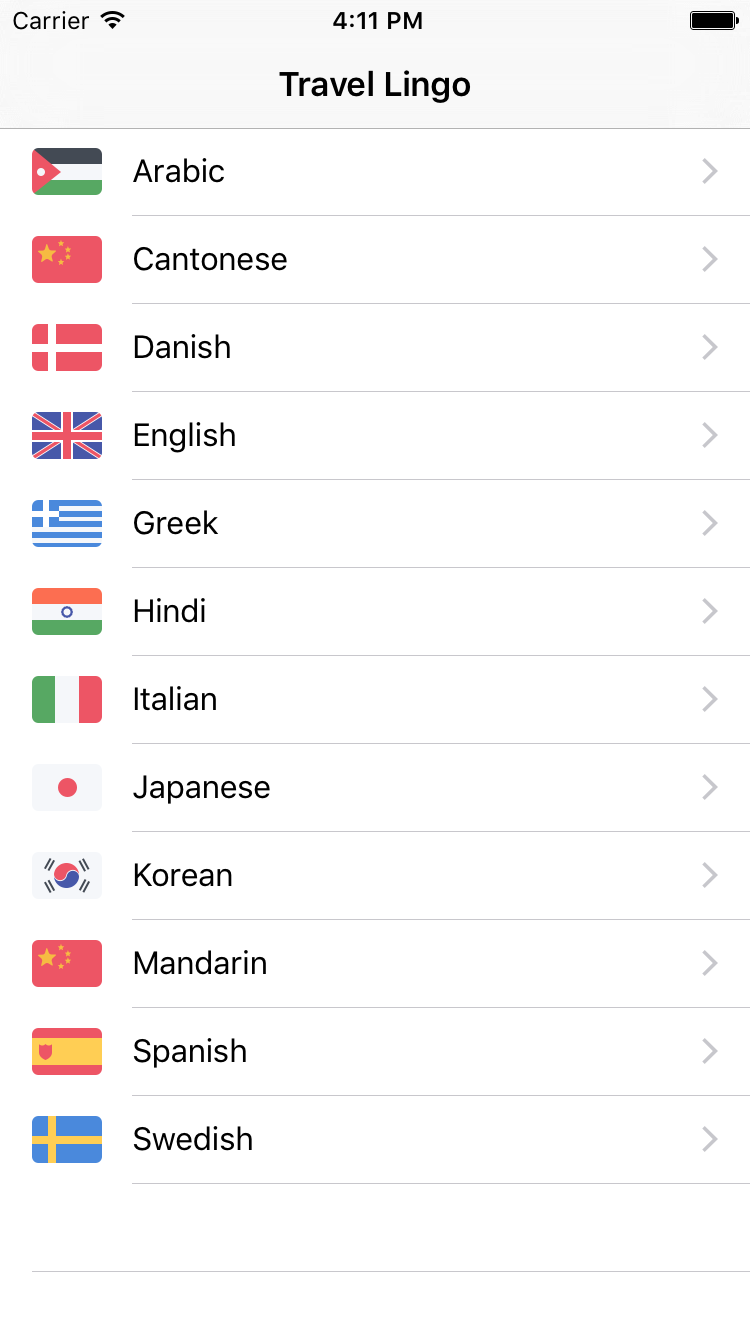 Carrier 4:11 PM
Travel Lingo
Arabic
Cantonese
Danish
English
Greek
Hindi
Italian
Japanese
Korean
Mandarin
Spanish
Swedish